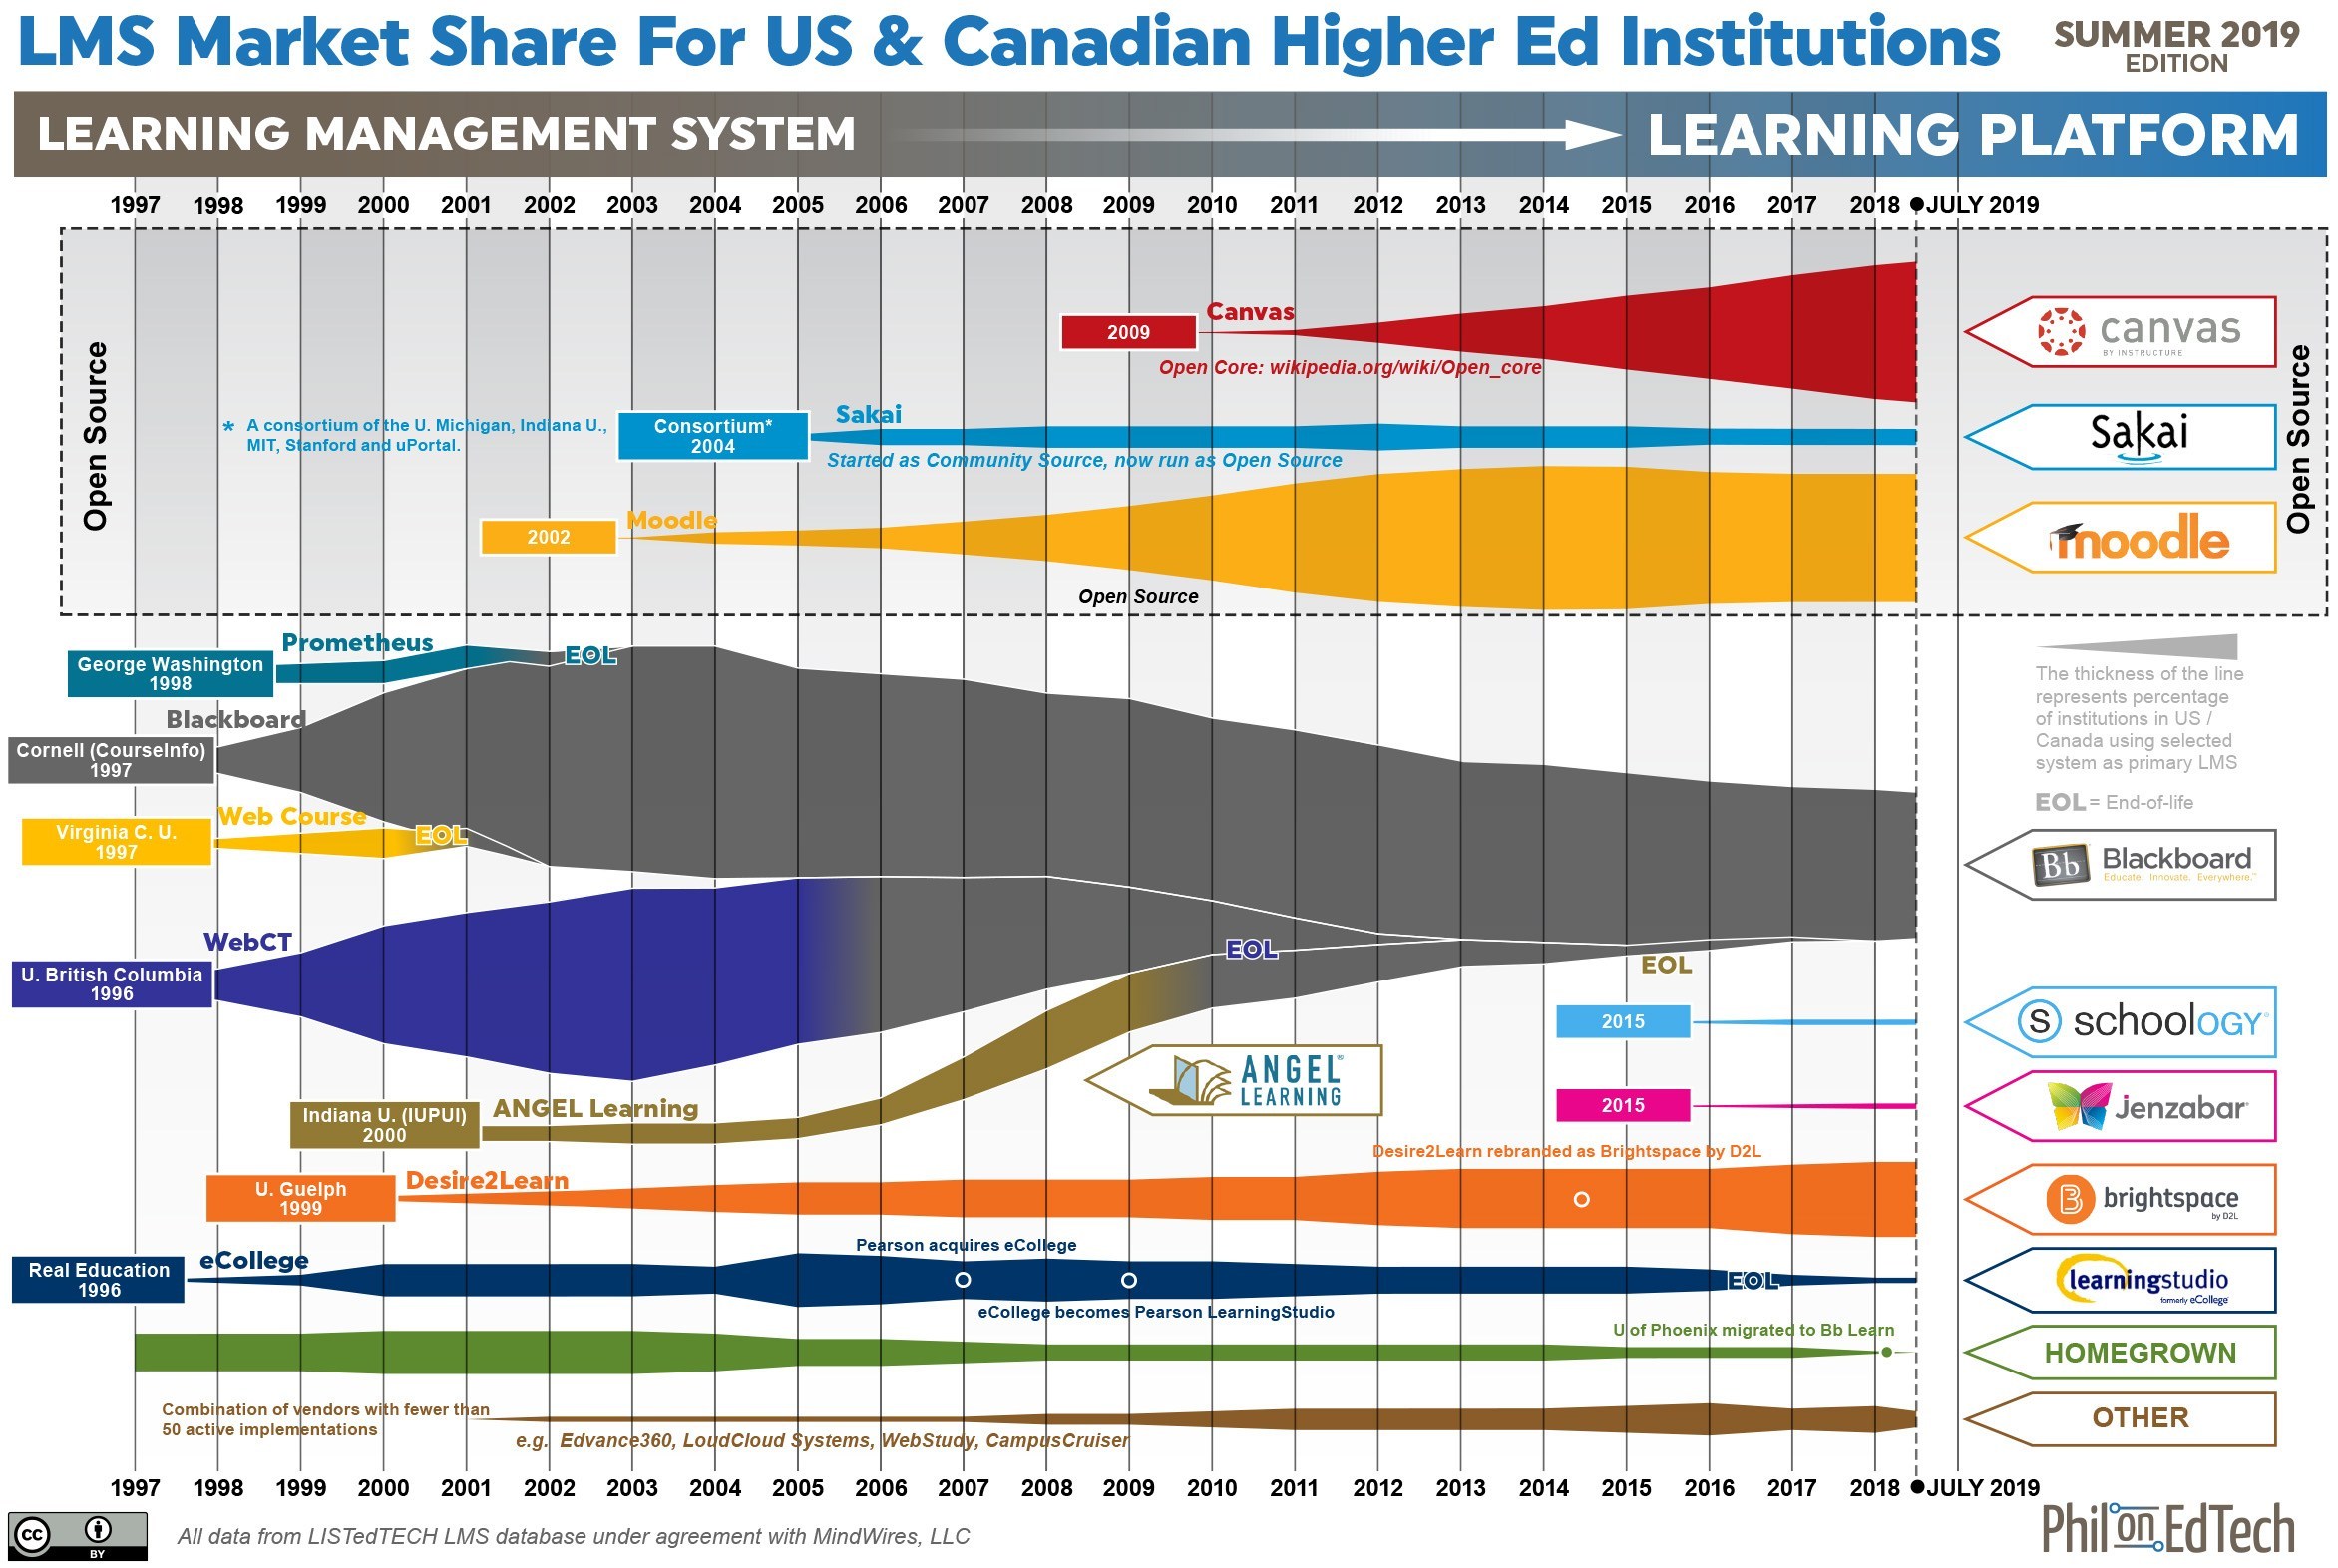 LMS Market Share For US & Canadian Higher Ed Institutions
SUMMER 2019
EDITION
LEARNING MANAGEMENT SYSTEM
LEARNING PLATFORM
1997 1998 1999 2000 2001 2002 2003 2004 2005 2006 2007 2008 2009 2010 2011 2012 2013 2014 2015 2016 2017 2018 JULY 2019
Open Source
Canvas
2009
Open Core: wikipedia.org/wiki/Open_core
canvas
BY INSTRUCTURE
Open Source
Sakai
* A consortium of the U. Michigan, Indiana U.,
MIT, Stanford and uPortal.
Consortium*
2004
Started as Community Source, now run as Open Source
Sakai
Moodle
2002
Open Source
moodle
Prometheus
George Washington
1998
EOL
The thickness of the line
represents percentage
of institutions in US /
Canada using selected
system as primary LMS
EOL = End-of-life
Blackboard
Cornell (CourseInfo)
1997
Web Course
Virginia C. U.
1997
EOL
Bb Blackboard
Educate. Innovate. Everywhere.™
WebCT
U. British Columbia
1996
EOL
EOL
2015
S schoology®
ANGEL®
LEARNING
Indiana U. (IUPUI)
2000
ANGEL Learning
2015
jenzabar®
Desire2Learn rebranded as Brightspace by D2L
Desire2Learn
U. Guelph
1999
B brightspace
by D2L
eCollege
Real Education
1996
Pearson acquires eCollege
eCollege becomes Pearson LearningStudio
EOL
learningstudio
formerly eCollege
U of Phoenix migrated to Bb Learn
HOMEGROWN
Combination of vendors with fewer than
50 active implementations
e.g. Edvance360, LoudCloud Systems, WebStudy, CampusCruiser
OTHER
1997 1998 1999 2000 2001 2002 2003 2004 2005 2006 2007 2008 2009 2010 2011 2012 2013 2014 2015 2016 2017 2018 JULY 2019
cc
BY
All data from LISTedTECH LMS database under agreement with MindWires, LLC
Phil on EdTech